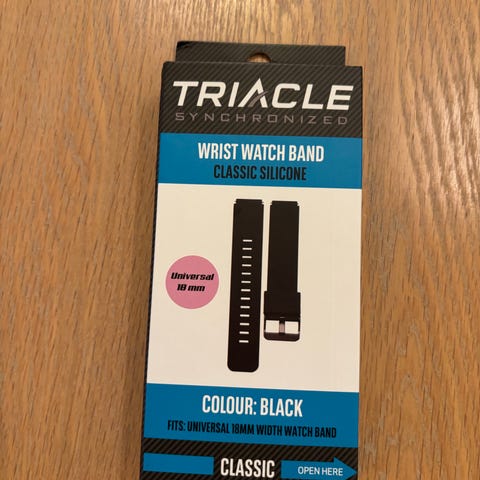 TRIACLE
SYNCHRONIZED
WRIST WATCH BAND
CLASSIC SILICONE
Universal
18 mm
COLOUR: BLACK
FITS: UNIVERSAL 18MM WIDTH WATCH BAND
CLASSIC
OPEN HERE